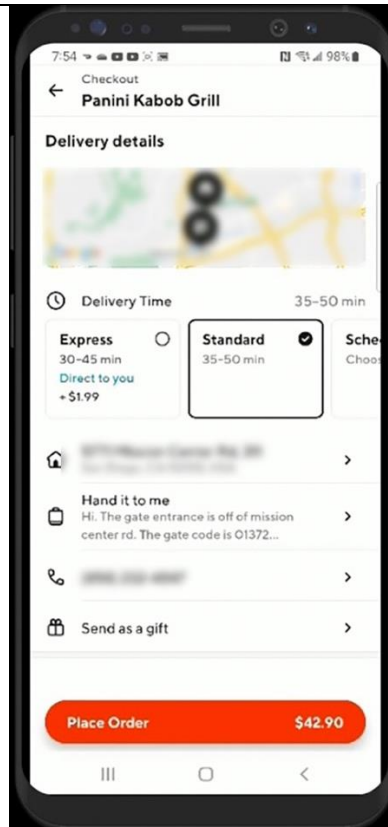 7:54
98%
Checkout
Panini Kabob Grill
Delivery details
Google
Delivery Time
35-50 min
Express
30-45 min
Direct to you
+ $1.99
Standard
35-50 min
Sche
Choos
Hand it to me
Hi. The gate entrance is off of mission
center rd. The gate code is 01372...
Send as a gift
Place Order
$42.90